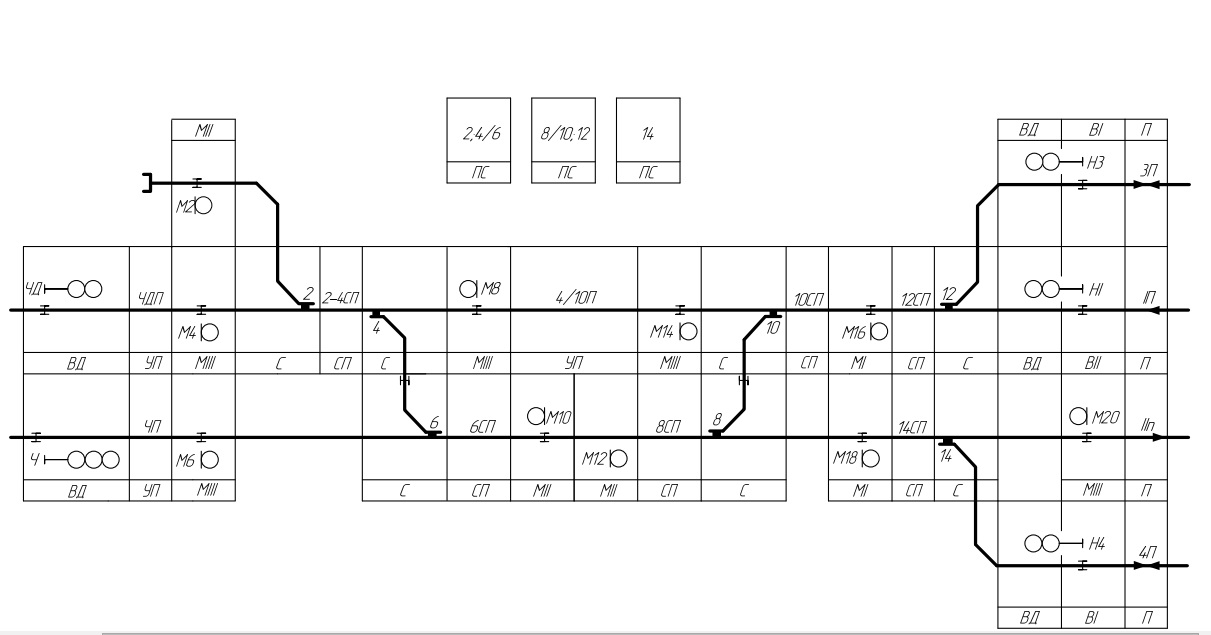 МII
2;4/6
8/10;12
14
ПС
ПС
ПС
ВД
ВI
П
Н3
3П
М2
ЧД
ЧДП
М4
2
2-4СП
4
М8
4/10П
М14
10
10СП
М16
12СП
12
НI
IП
ВД
УП
МIII
С
СП
С
МIII
УП
МIII
С
СП
МI
СП
С
ВД
ВII
П
Ч
ЧП
М6
6
6СП
М10
М12
8СП
8
М18
14СП
14
М20
IIп
ВД
УП
МIII
С
СП
МII
МII
СП
С
МI
СП
С
МIII
П
Н4
4П
ВД
ВI
П